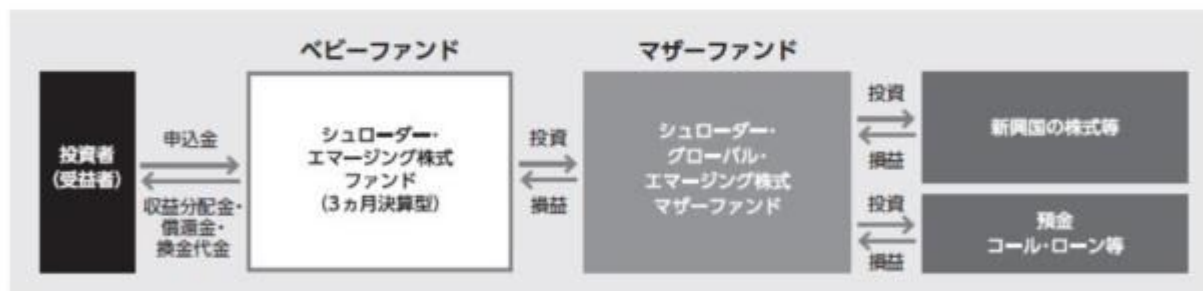 ベビーファンド
マザーファンド
投資者
(受益者)
申込金
収益分配金・
償還金・
換金代金
シュローダー・
エマージング株式
ファンド
(3ヵ月決算型)
投資
損益
シュローダー・
グローバル・
エマージング株式
マザーファンド
投資
損益
新興国の株式等
投資
損益
預金
コール・ローン等